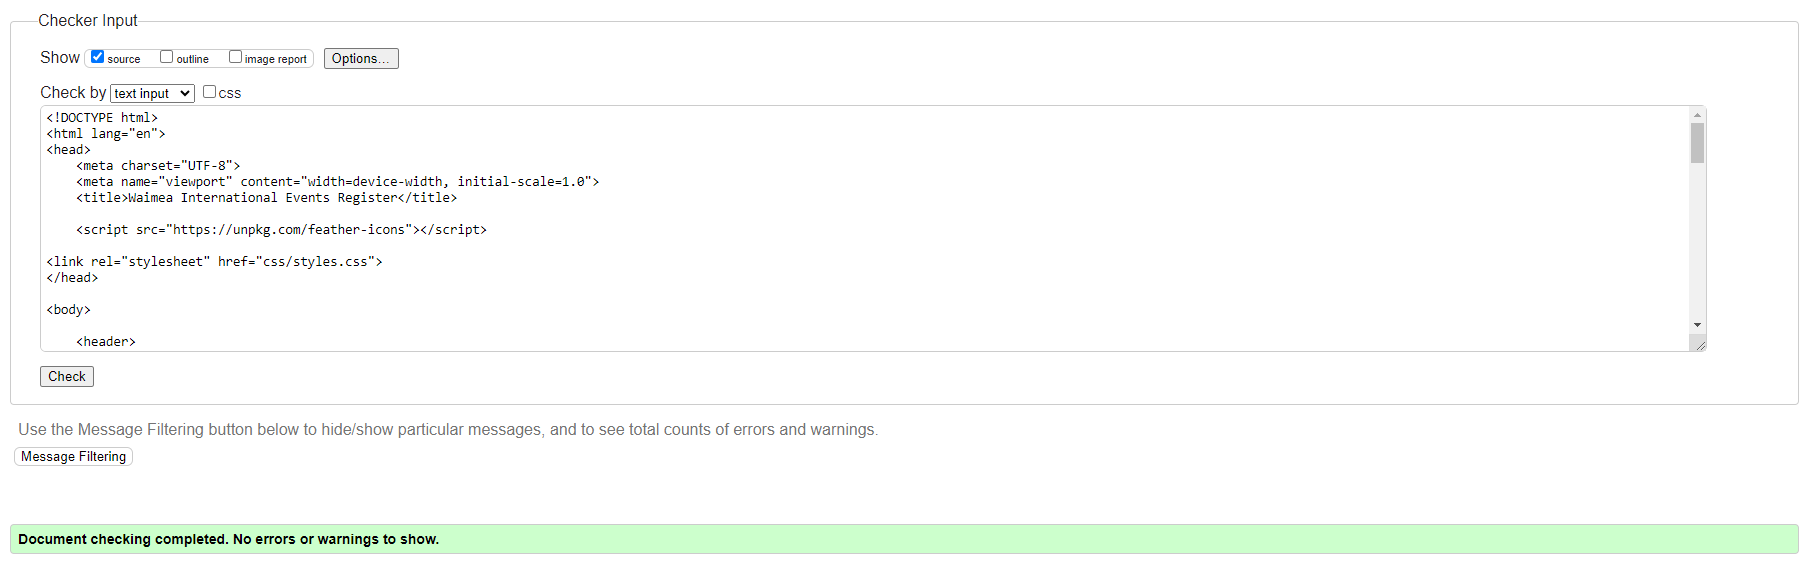 Checker Input
Show source outline image report Options...
Check by text input css
<!DOCTYPE html>
<html lang="en">
<head>
    <meta charset="UTF-8">
    <meta name="viewport" content="width=device-width, initial-scale=1.0">
    <title>Waimea International Events Register</title>
    <script src="https://unpkg.com/feather-icons"></script>
<link rel="stylesheet" href="css/styles.css">
</head>
<body>
    <header>
Check
Use the Message Filtering button below to hide/show particular messages, and to see total counts of errors and warnings.
Message Filtering
Document checking completed. No errors or warnings to show.